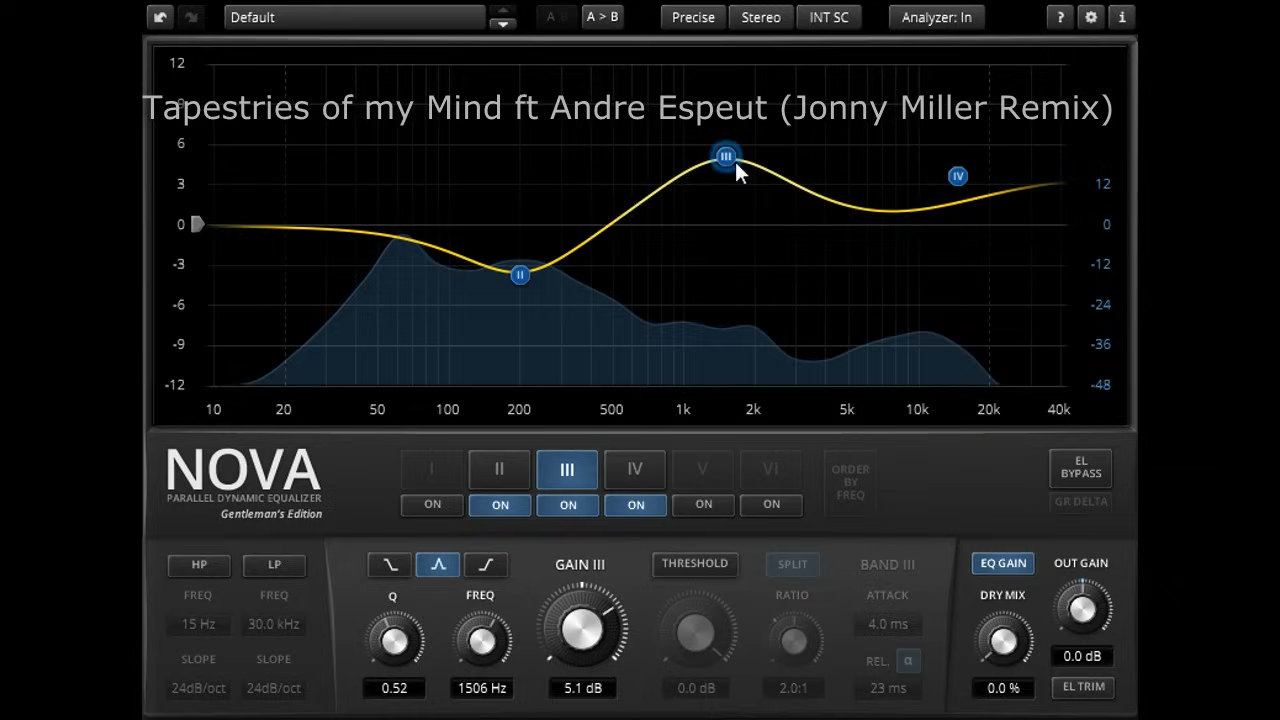 Default
A B
A > B
Precise
Stereo
INT SC
Analyzer: In
?
i
12
Tapestries of my Mind ft Andre Espeut (Jonny Miller Remix)
6
III
IV
3
12
0
0
-3
II
-12
-6
-24
-9
-36
-12
-48
10 20 50 100 200 500 1k 2k 5k 10k 20k 40k
NOVA
PARALLEL DYNAMIC EQUALIZER
Gentleman's Edition
I II III IV V VI
ON ON ON ON ON ON
ORDER
BY
FREQ
EL
BYPASS
GR DELTA
HP LP
FREQ FREQ
15 Hz 30.0 kHz
SLOPE SLOPE
24dB/oct 24dB/oct
Q
0.52
FREQ
1506 Hz
GAIN III
5.1 dB
THRESHOLD
0.0 dB
SPLIT
RATIO
2.0:1
BAND III
ATTACK
4.0 ms
REL. α
23 ms
EQ GAIN
DRY MIX
0.0 %
OUT GAIN
0.0 dB
EL TRIM